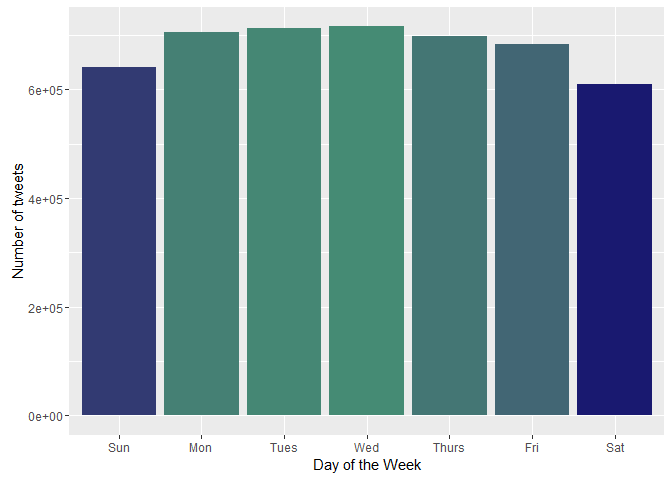 Number of tweets
6e+05
4e+05
2e+05
0e+00
Sun Mon Tues Wed Thurs Fri Sat
Day of the Week